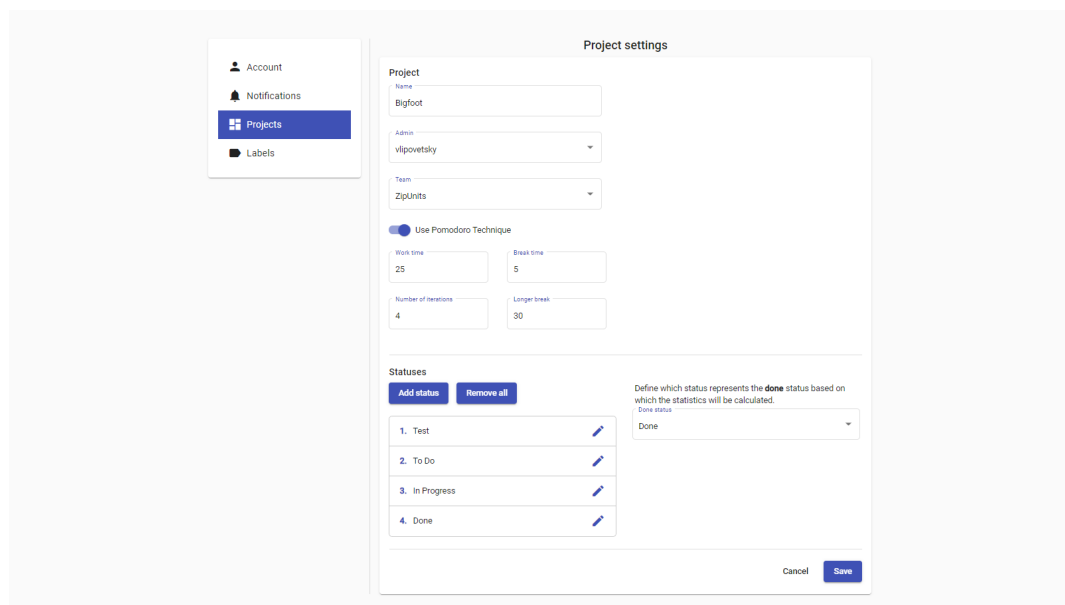 Project settings
Account
Notifications
Projects
Labels
Project
Name
Bigfoot
Admin
vlipovetsky
Team
ZipUnits
Use Pomodoro Technique
Work time
25
Break time
5
Number of iterations
4
Longer break
30
Statuses
Add status
Remove all
1. Test
2. To Do
3. In Progress
4. Done
Define which status represents the done status based on
which the statistics will be calculated.
Done status
Done
Cancel
Save